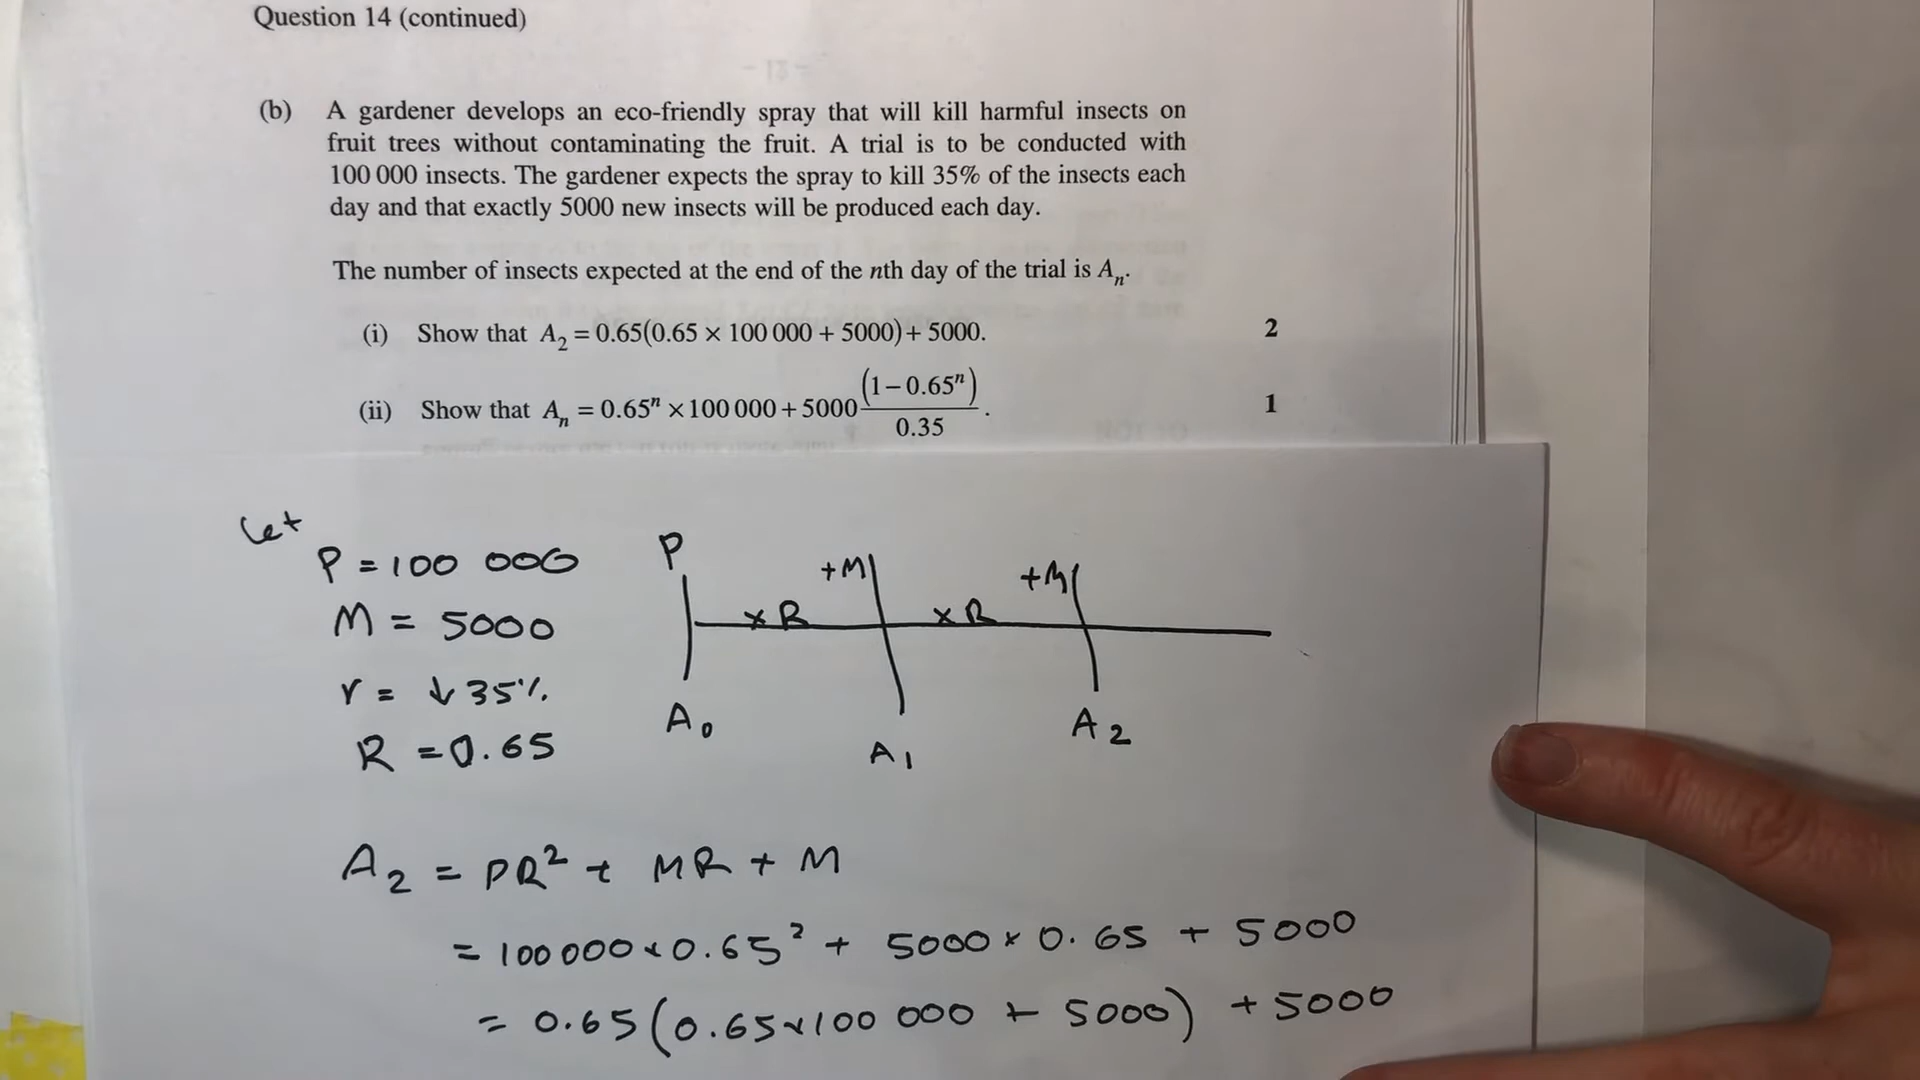 Question 14 (continued)
- 13 -
(b) A gardener develops an eco-friendly spray that will kill harmful insects on
fruit trees without contaminating the fruit. A trial is to be conducted with
100 000 insects. The gardener expects the spray to kill 35% of the insects each
day and that exactly 5000 new insects will be produced each day.
The number of insects expected at the end of the nth day of the trial is Aₙ.
(i) Show that A₂ = 0.65(0.65 × 100 000 + 5000) + 5000. 2
(ii) Show that Aₙ = 0.65ⁿ × 100 000 + 5000 (1 − 0.65ⁿ)/0.35. 1
Let
P = 100 000
M = 5000
r = ↓ 35%
R = 0.65
P
+M +M
×R ×R
A₀ A₁ A₂
A₂ = PR² + MR + M
= 100 000 × 0.65² + 5000 × 0.65 + 5000
= 0.65(0.65 × 100 000 + 5000) + 5000